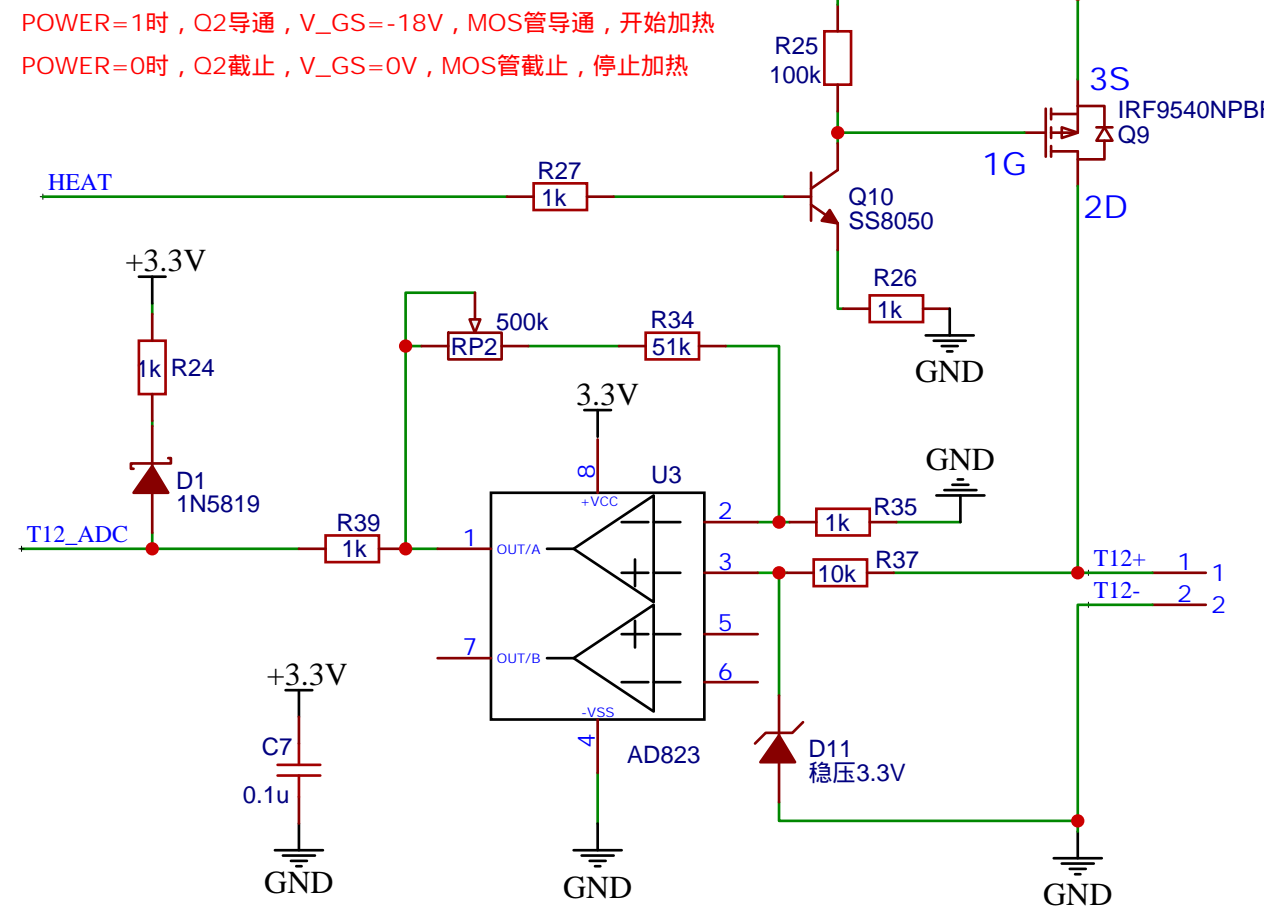 POWER=1时，Q2导通，V_GS=-18V，MOS管导通，开始加热
POWER=0时，Q2截止，V_GS=0V，MOS管截止，停止加热
R25
100k
3S
IRF9540NPBF
Q9
1G
2D
HEAT
R27
1k
Q10
SS8050
R26
1k
GND
+3.3V
1k R24
D1
1N5819
500k
RP2
R34
51k
3.3V
8
+VCC
U3
GND
T12_ADC
R39
1k
1
OUT/A
2
R35
1k
3
R37
10k
T12+ 1 1
T12- 2 2
5
7
OUT/B
6
-VSS
4
AD823
D11
稳压3.3V
+3.3V
C7
0.1u
GND
GND
GND